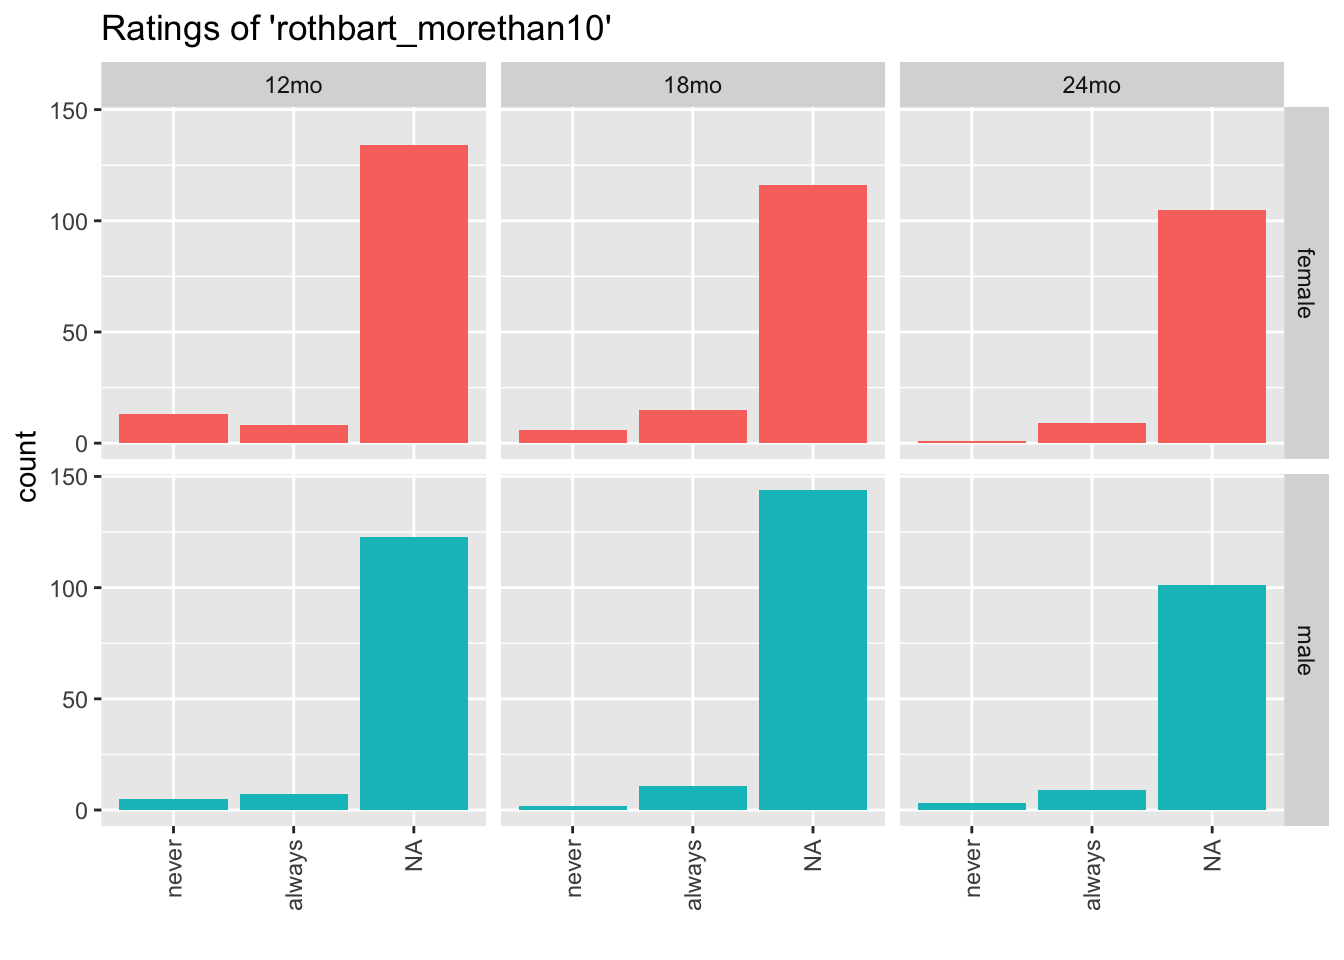 Ratings of 'rothbart_morethan10'
12mo 18mo 24mo
150
100
50
0
female
count
150
100
50
0
male
never always NA never always NA never always NA